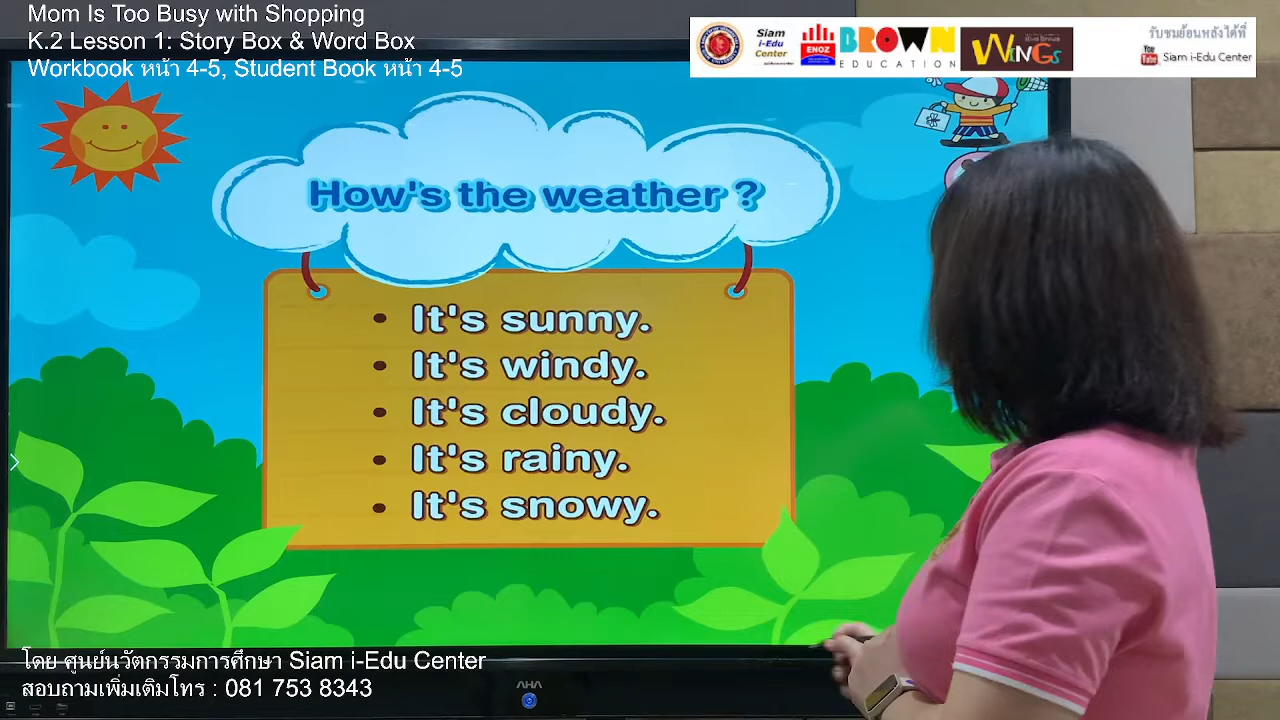 Mom Is Too Busy with Shopping
K.2 Lesson 1: Story Box & Word Box
Workbook หน้า 4-5, Student Book หน้า 4-5
Siam
i-Edu
Center
ENOZ
BROWN
EDUCATION
WiNGs
รับชมย้อนหลังได้ที่
You
Tube
Siam i-Edu Center
How's the weather ?
• It's sunny.
• It's windy.
• It's cloudy.
• It's rainy.
• It's snowy.
โดย ศูนย์นวัตกรรมการศึกษา Siam i-Edu Center
สอบถามเพิ่มเติมโทร : 081 753 8343
AHA